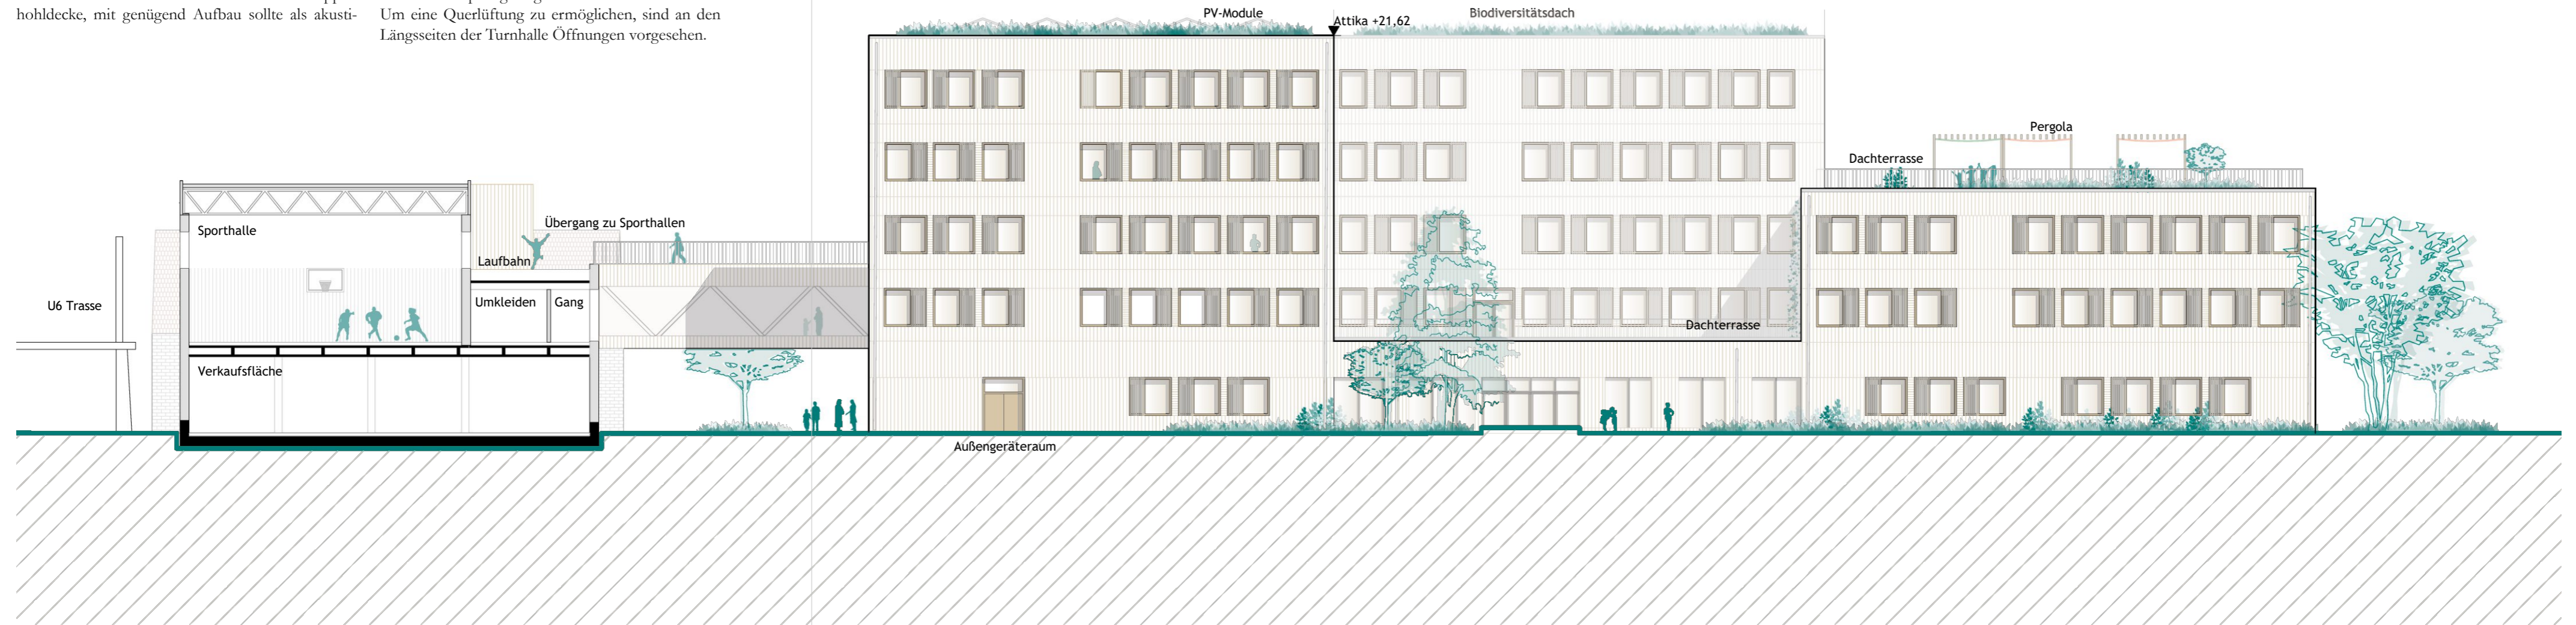 hohldecke, mit genügend Aufbau sollte als akusti-
Um eine Querlüftung zu ermöglichen, sind an den
Längsseiten der Turnhalle Öffnungen vorgesehen.
PV-Module
Attika +21,62
Biodiversitätsdach
Pergola
Dachterrasse
Sporthalle
Übergang zu Sporthallen
Laufbahn
U6 Trasse
Umkleiden
Gang
Dachterrasse
Verkaufsfläche
Außengeräteraum